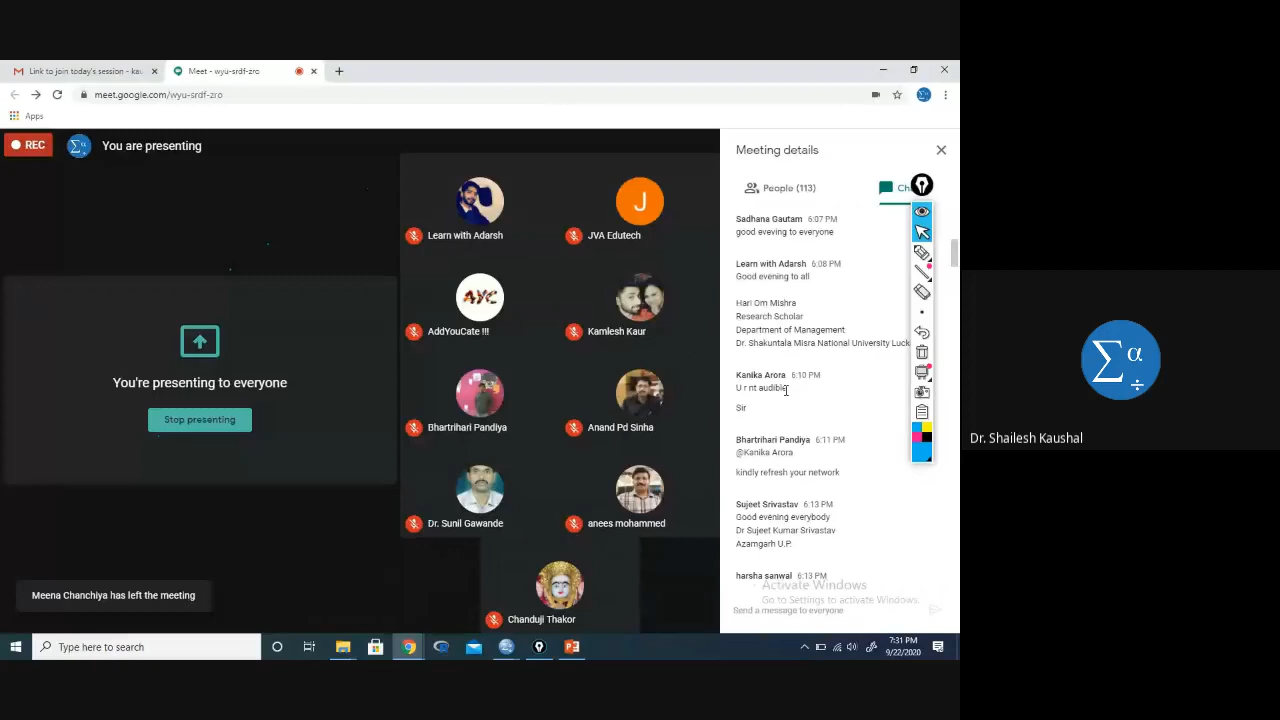 Link to join today's session - kau
Meet - wyu-srdf-zro
meet.google.com/wyu-srdf-zro
Apps
REC
Σα
You are presenting
You're presenting to everyone
Stop presenting
Meena Chanchiya has left the meeting
Learn with Adarsh
J
JVA Edutech
AYC
AddYouCate !!!
Kamlesh Kaur
Bhartrihari Pandiya
Anand Pd Sinha
Dr. Sunil Gawande
anees mohammed
Chanduji Thakor
Meeting details
People (113)
Ch
Sadhana Gautam 6:07 PM
good eveving to everyone
Learn with Adarsh 6:08 PM
Good evening to all
Hari Om Mishra
Research Scholar
Department of Management
Dr. Shakuntala Misra National University Luck
Kanika Arora 6:10 PM
U r nt audible
Sir
Bhartrihari Pandiya 6:11 PM
@Kanika Arora
kindly refresh your network
Sujeet Srivastav 6:13 PM
Good evening everybody
Dr Sujeet Kumar Srivastav
Azamgarh U.P.
harsha sanwal 6:13 PM
Activate Windows
Go to Settings to activate Windows.
Send a message to everyone
Type here to search
7:31 PM
9/22/2020
Σα
÷
Dr. Shailesh Kaushal